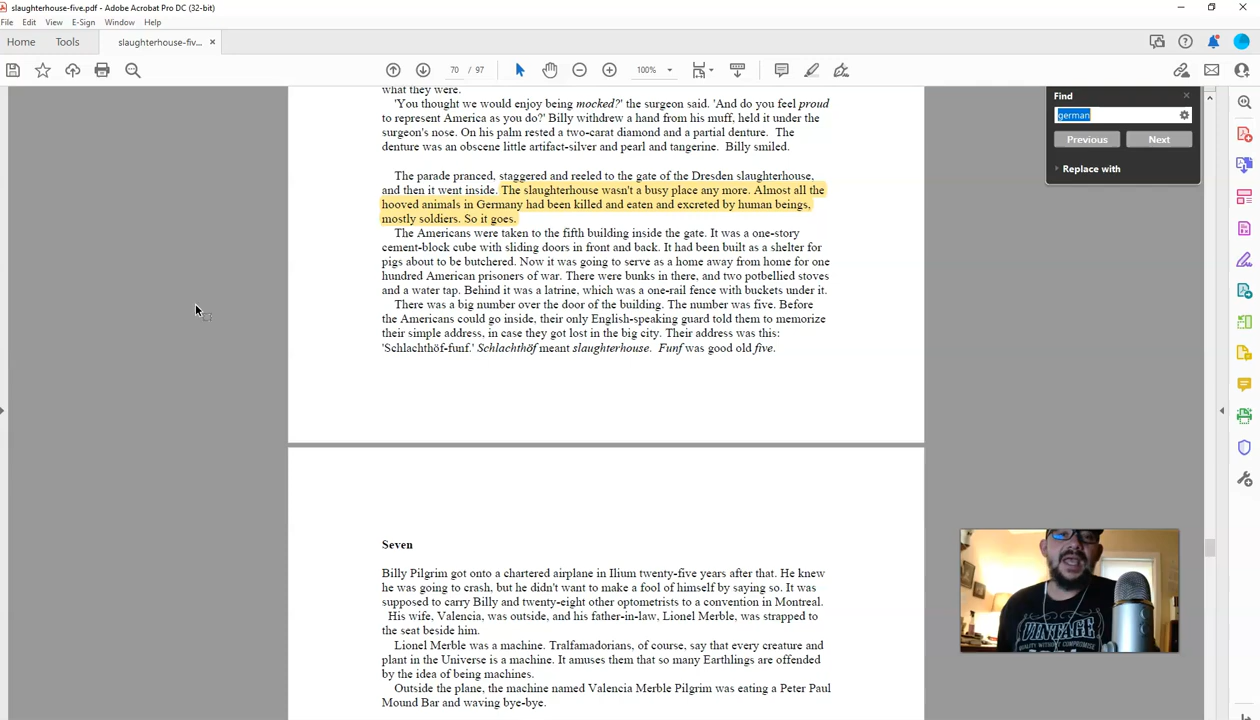 slaughterhouse-five.pdf - Adobe Acrobat Pro DC (32-bit)
File Edit View E-Sign Window Help
Home Tools slaughterhouse-fiv... ×
70 / 97 100%
what they were.
'You thought we would enjoy being mocked?' the surgeon said. 'And do you feel proud
to represent America as you do?' Billy withdrew a hand from his muff, held it under the
surgeon's nose. On his palm rested a two-carat diamond and a partial denture. The
denture was an obscene little artifact-silver and pearl and tangerine. Billy smiled.
The parade pranced, staggered and reeled to the gate of the Dresden slaughterhouse,
and then it went inside. The slaughterhouse wasn't a busy place any more. Almost all the
hooved animals in Germany had been killed and eaten and excreted by human beings,
mostly soldiers. So it goes.
The Americans were taken to the fifth building inside the gate. It was a one-story
cement-block cube with sliding doors in front and back. It had been built as a shelter for
pigs about to be butchered. Now it was going to serve as a home away from home for one
hundred American prisoners of war. There were bunks in there, and two potbellied stoves
and a water tap. Behind it was a latrine, which was a one-rail fence with buckets under it.
There was a big number over the door of the building. The number was five. Before
the Americans could go inside, their only English-speaking guard told them to memorize
their simple address, in case they got lost in the big city. Their address was this:
'Schlachthöf-funf.' Schlachthöf meant slaughterhouse. Funf was good old five.
Find
german
Previous Next
Replace with
Seven
Billy Pilgrim got onto a chartered airplane in Ilium twenty-five years after that. He knew
he was going to crash, but he didn't want to make a fool of himself by saying so. It was
supposed to carry Billy and twenty-eight other optometrists to a convention in Montreal.
His wife, Valencia, was outside, and his father-in-law, Lionel Merble, was strapped to
the seat beside him.
Lionel Merble was a machine. Tralfamadorians, of course, say that every creature and
plant in the Universe is a machine. It amuses them that so many Earthlings are offended
by the idea of being machines.
Outside the plane, the machine named Valencia Merble Pilgrim was eating a Peter Paul
Mound Bar and waving bye-bye.
VINTAGE
QUALITY WITHOUT COMPROMISE